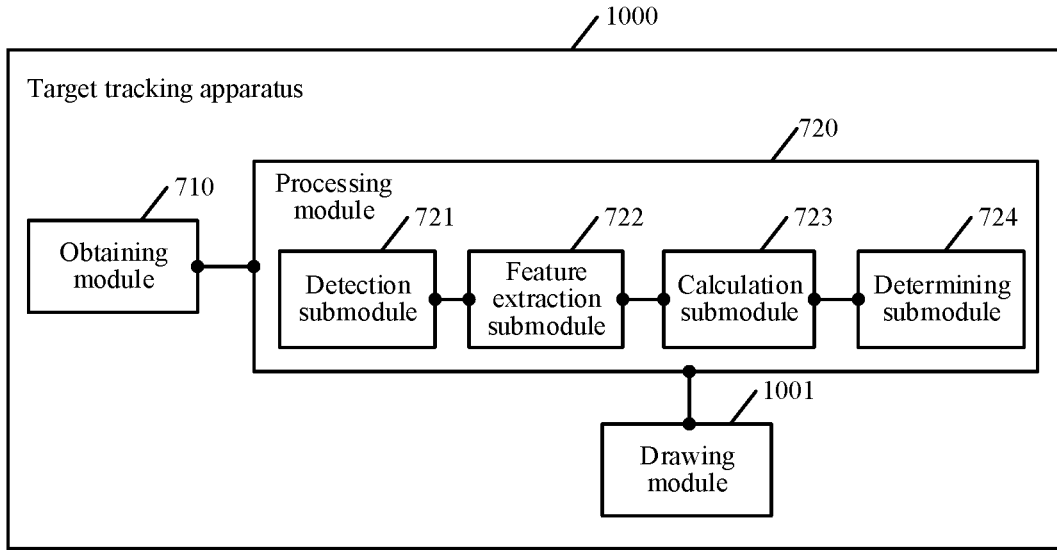 1000
Target tracking apparatus
720
Processing
module
710
Obtaining
module
721
Detection
submodule
722
Feature
extraction
submodule
723
Calculation
submodule
724
Determining
submodule
1001
Drawing
module